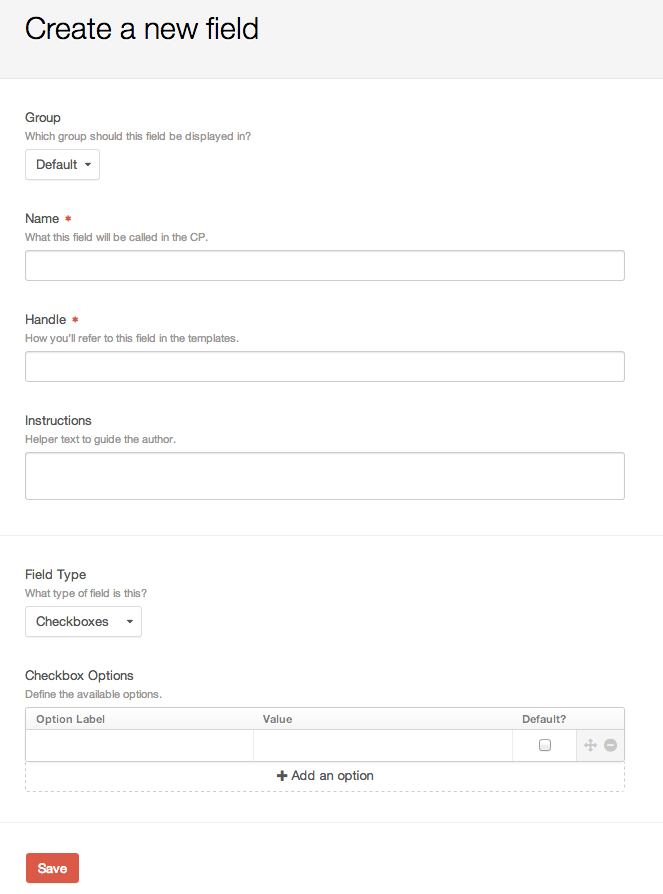 Create a new field
Group
Which group should this field be displayed in?
Default
Name *
What this field will be called in the CP.
Handle *
How you'll refer to this field in the templates.
Instructions
Helper text to guide the author.
Field Type
What type of field is this?
Checkboxes
Checkbox Options
Define the available options.
Option Label Value Default?
+ Add an option
Save